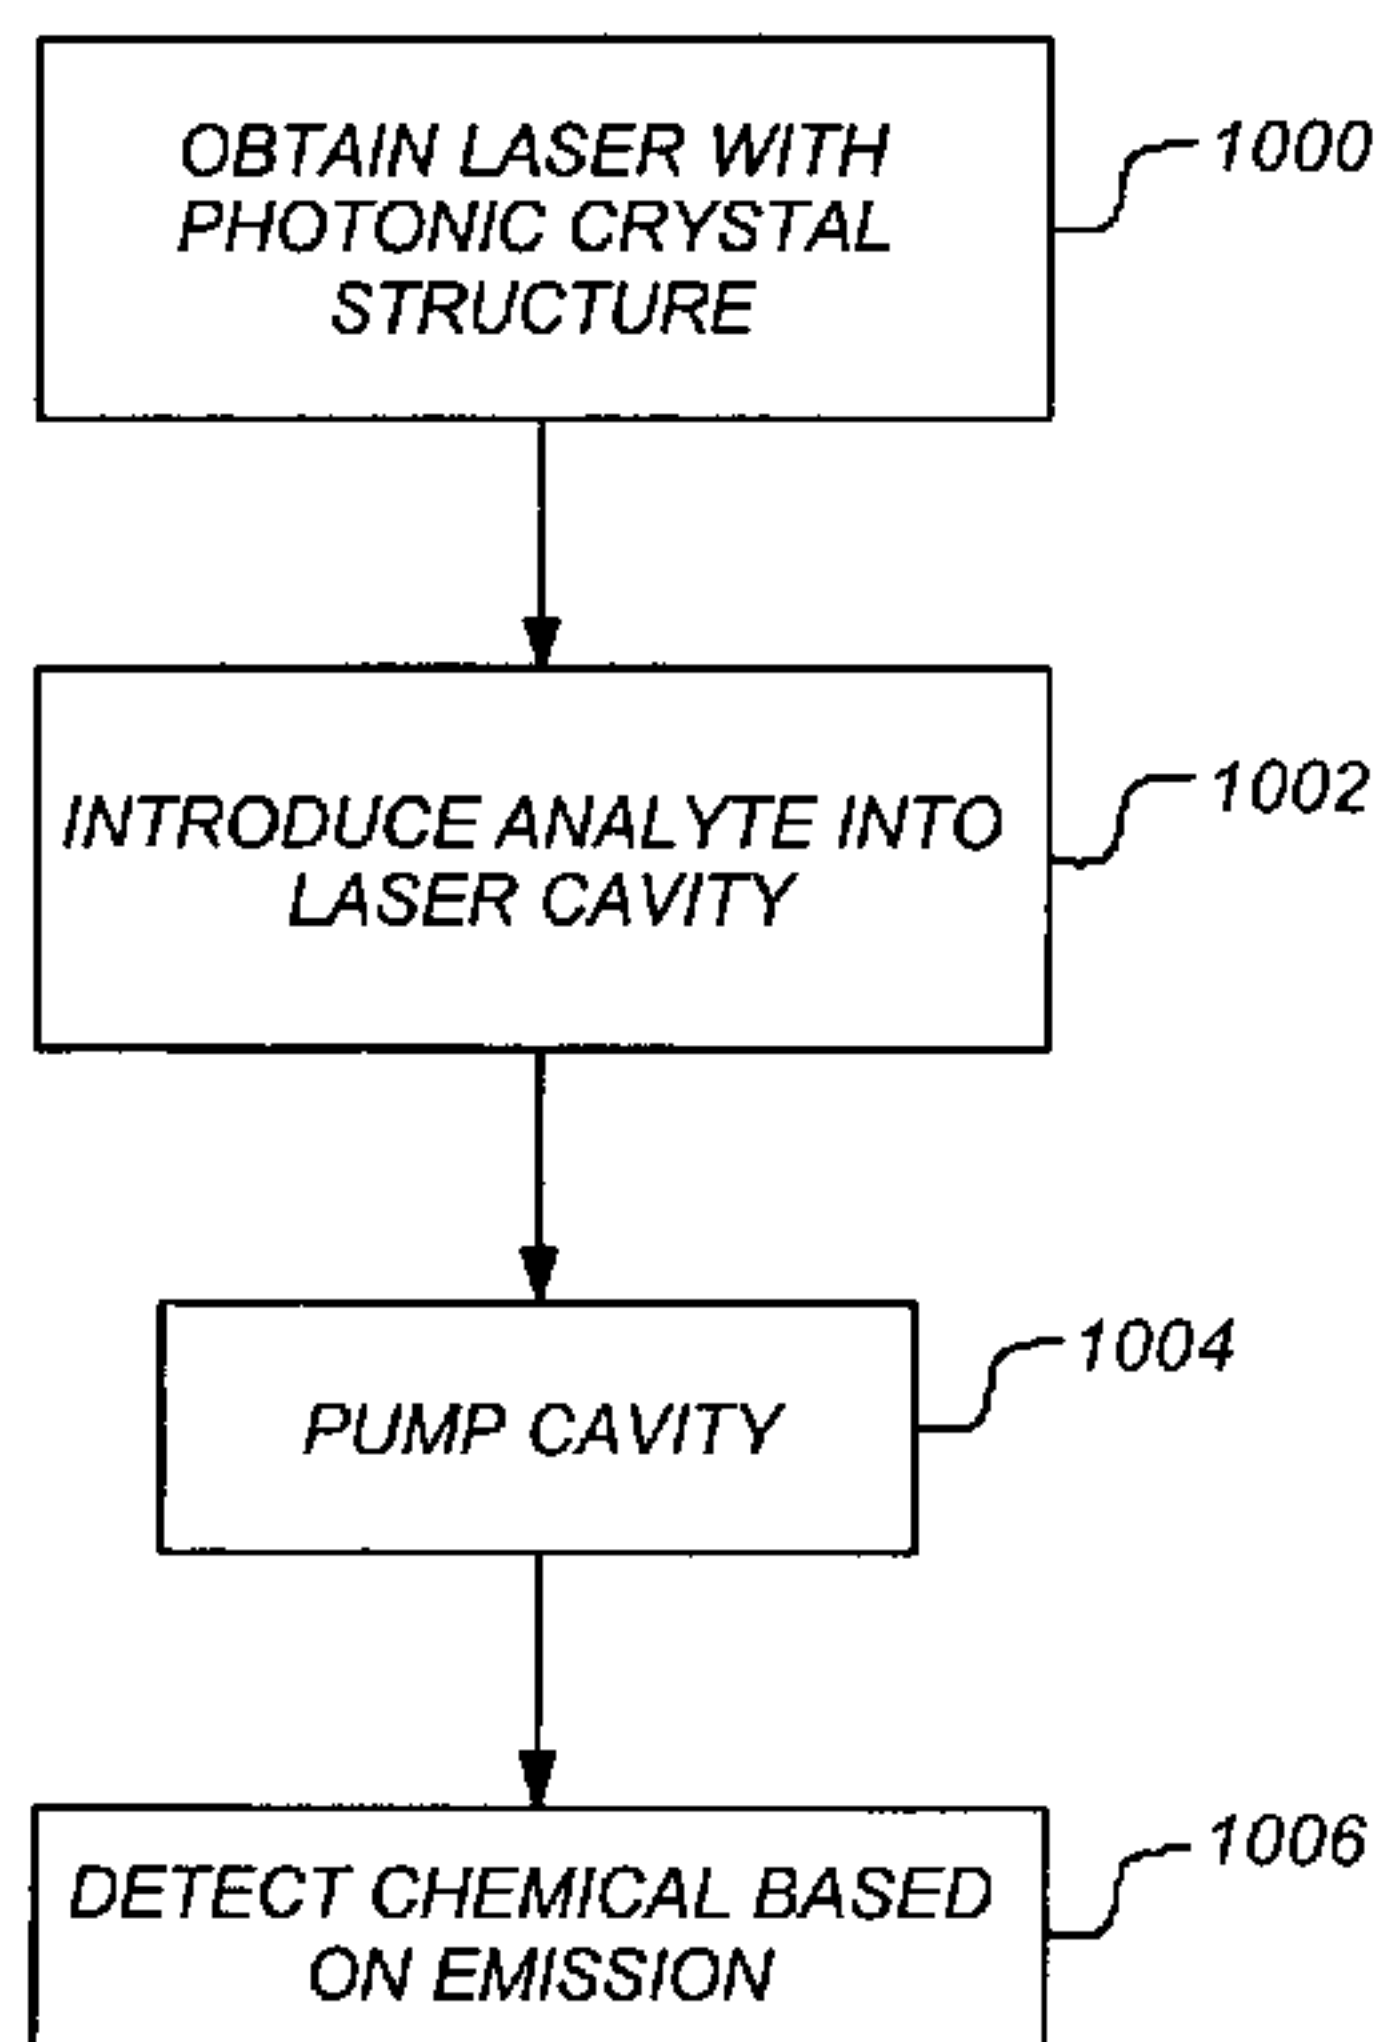 OBTAIN LASER WITH
PHOTONIC CRYSTAL
STRUCTURE
1000
INTRODUCE ANALYTE INTO
LASER CAVITY
1002
PUMP CAVITY
1004
DETECT CHEMICAL BASED
ON EMISSION
1006